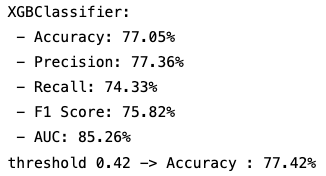 XGBClassifier:
- Accuracy: 77.05%
- Precision: 77.36%
- Recall: 74.33%
- F1 Score: 75.82%
- AUC: 85.26%
threshold 0.42 -> Accuracy : 77.42%